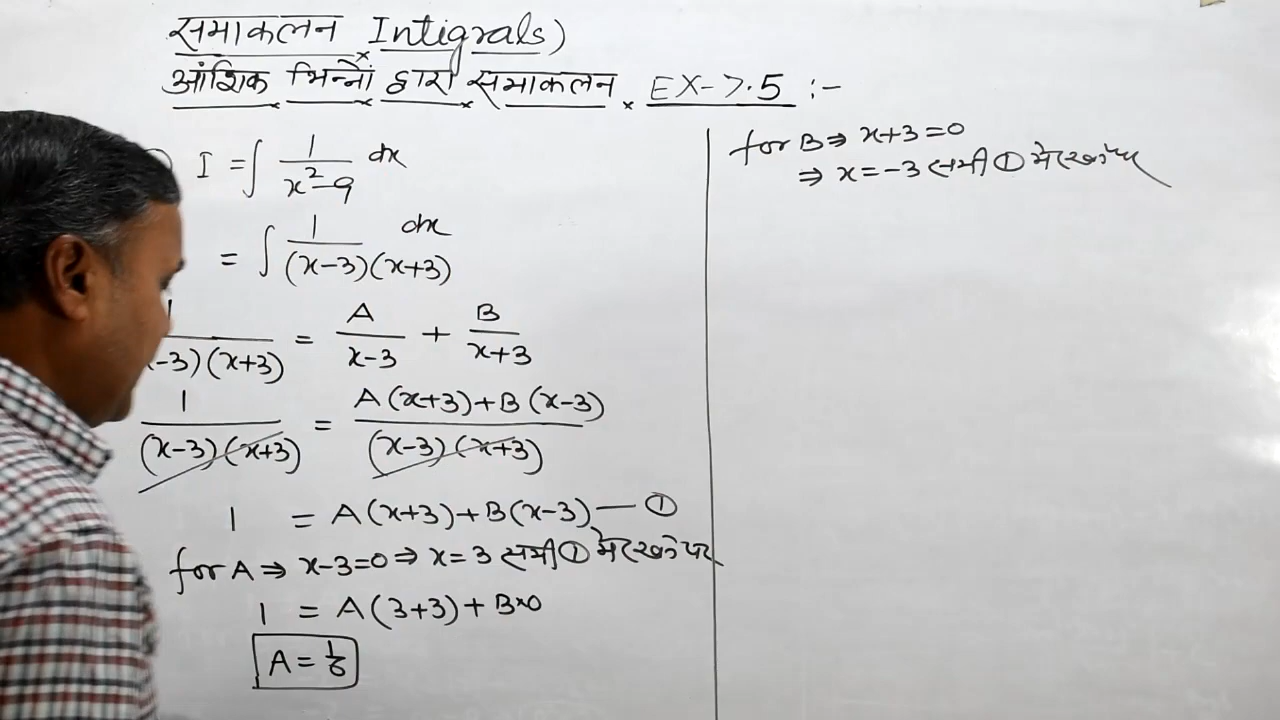 समाकलन Intigrals)
आंशिक भिन्नों द्वारा समाकलन EX-7.5 :-
I = ∫ 1/(x²-9) dx
= ∫ 1/((x-3)(x+3)) dx
1/(-3)(x+3) = A/(x-3) + B/(x+3)
1/((x-3)(x+3)) = (A(x+3)+B(x-3))/((x-3)(x+3))
1 = A(x+3)+B(x-3) — ①
for A ⇒ x-3=0 ⇒ x=3 समी ① में रखने पर
1 = A(3+3)+B×0
A = 1/6
for B ⇒ x+3=0
⇒ x=-3 समी ① में रखने पर